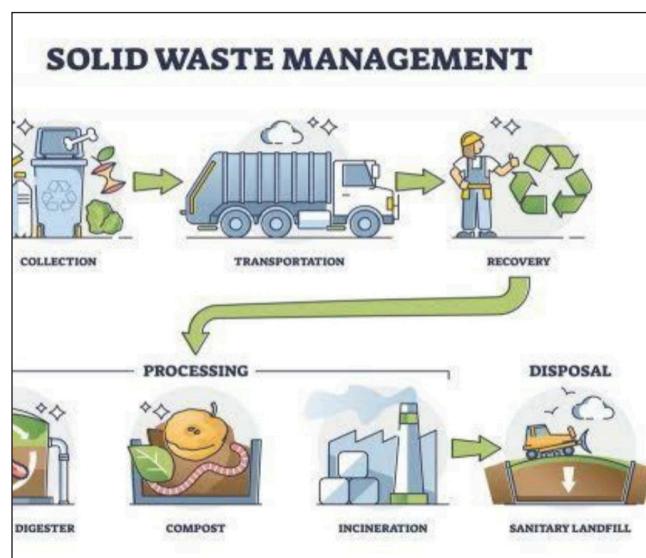 SOLID WASTE MANAGEMENT
COLLECTION
TRANSPORTATION
RECOVERY
PROCESSING
DISPOSAL
DIGESTER
COMPOST
INCINERATION
SANITARY LANDFILL